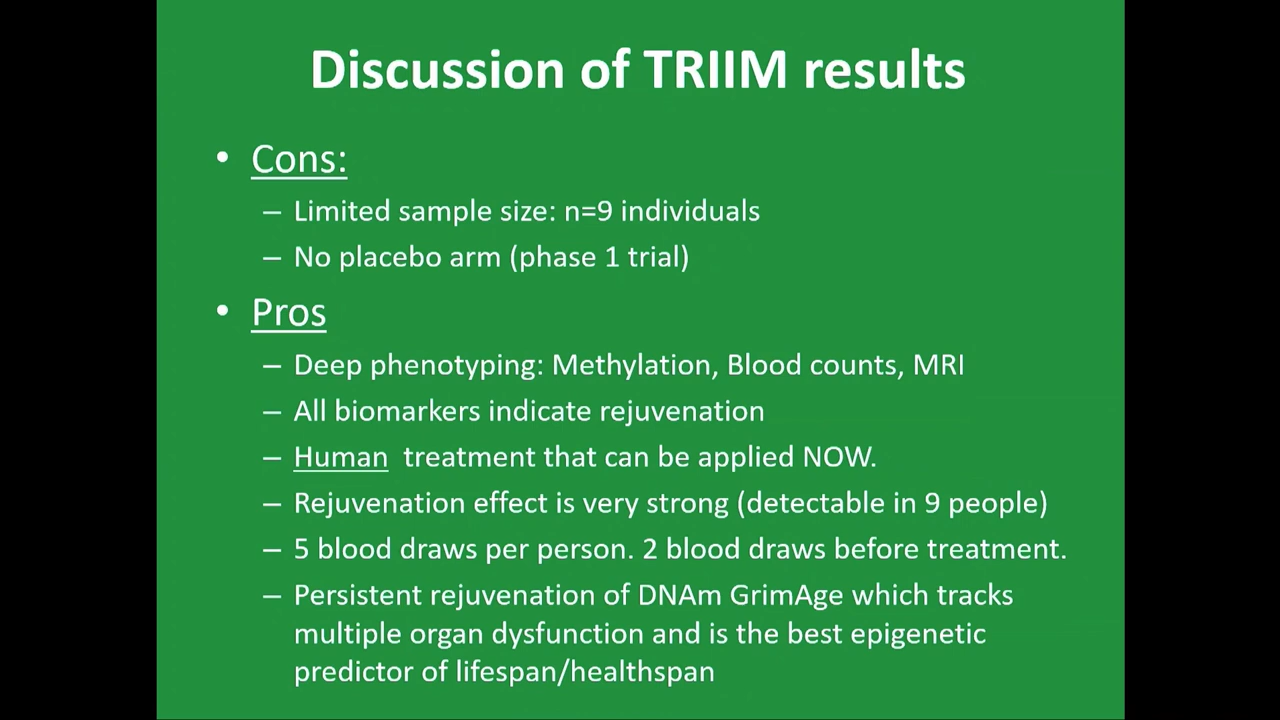 Discussion of TRIIM results
• Cons:
– Limited sample size: n=9 individuals
– No placebo arm (phase 1 trial)
• Pros
– Deep phenotyping: Methylation, Blood counts, MRI
– All biomarkers indicate rejuvenation
– Human treatment that can be applied NOW.
– Rejuvenation effect is very strong (detectable in 9 people)
– 5 blood draws per person. 2 blood draws before treatment.
– Persistent rejuvenation of DNAm GrimAge which tracks
multiple organ dysfunction and is the best epigenetic
predictor of lifespan/healthspan